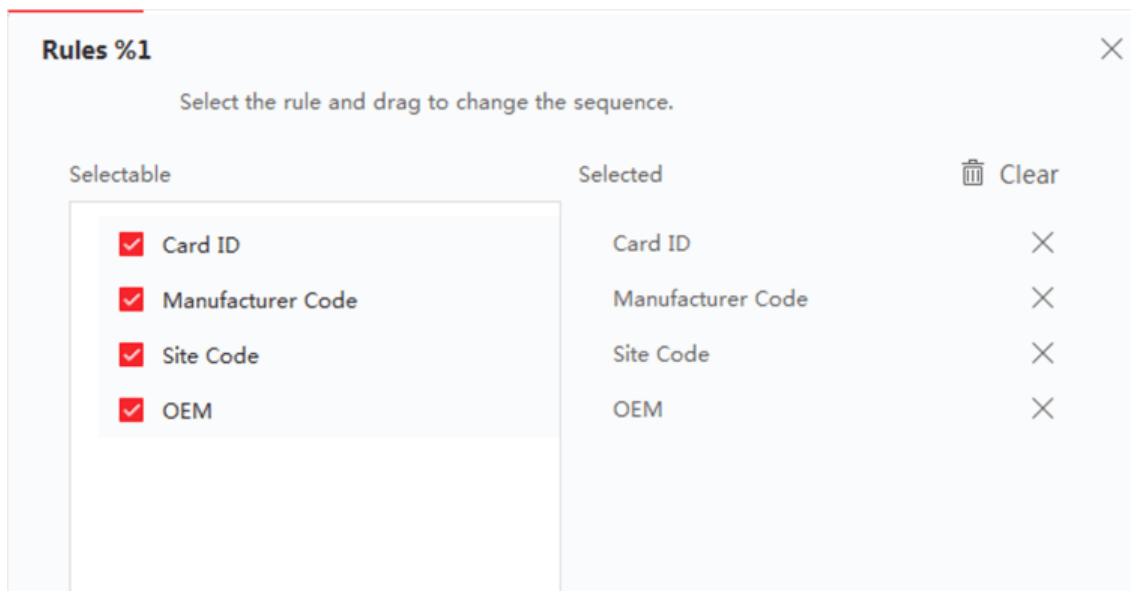 Rules %1
Select the rule and drag to change the sequence.
Selectable
Selected
Clear
Card ID
Card ID
Manufacturer Code
Manufacturer Code
Site Code
Site Code
OEM
OEM